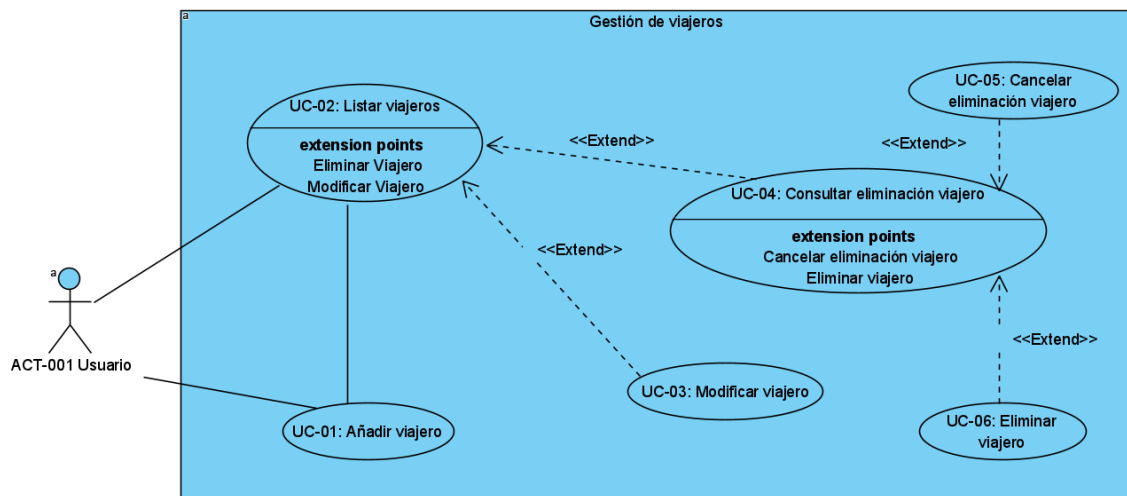 a
Gestión de viajeros
UC-02: Listar viajeros
extension points
Eliminar Viajero
Modificar Viajero
<<Extend>>
UC-05: Cancelar
eliminación viajero
<<Extend>>
UC-04: Consultar eliminación viajero
extension points
Cancelar eliminación viajero
Eliminar viajero
<<Extend>>
a
ACT-001 Usuario
<<Extend>>
UC-03: Modificar viajero
UC-01: Añadir viajero
UC-06: Eliminar
viajero